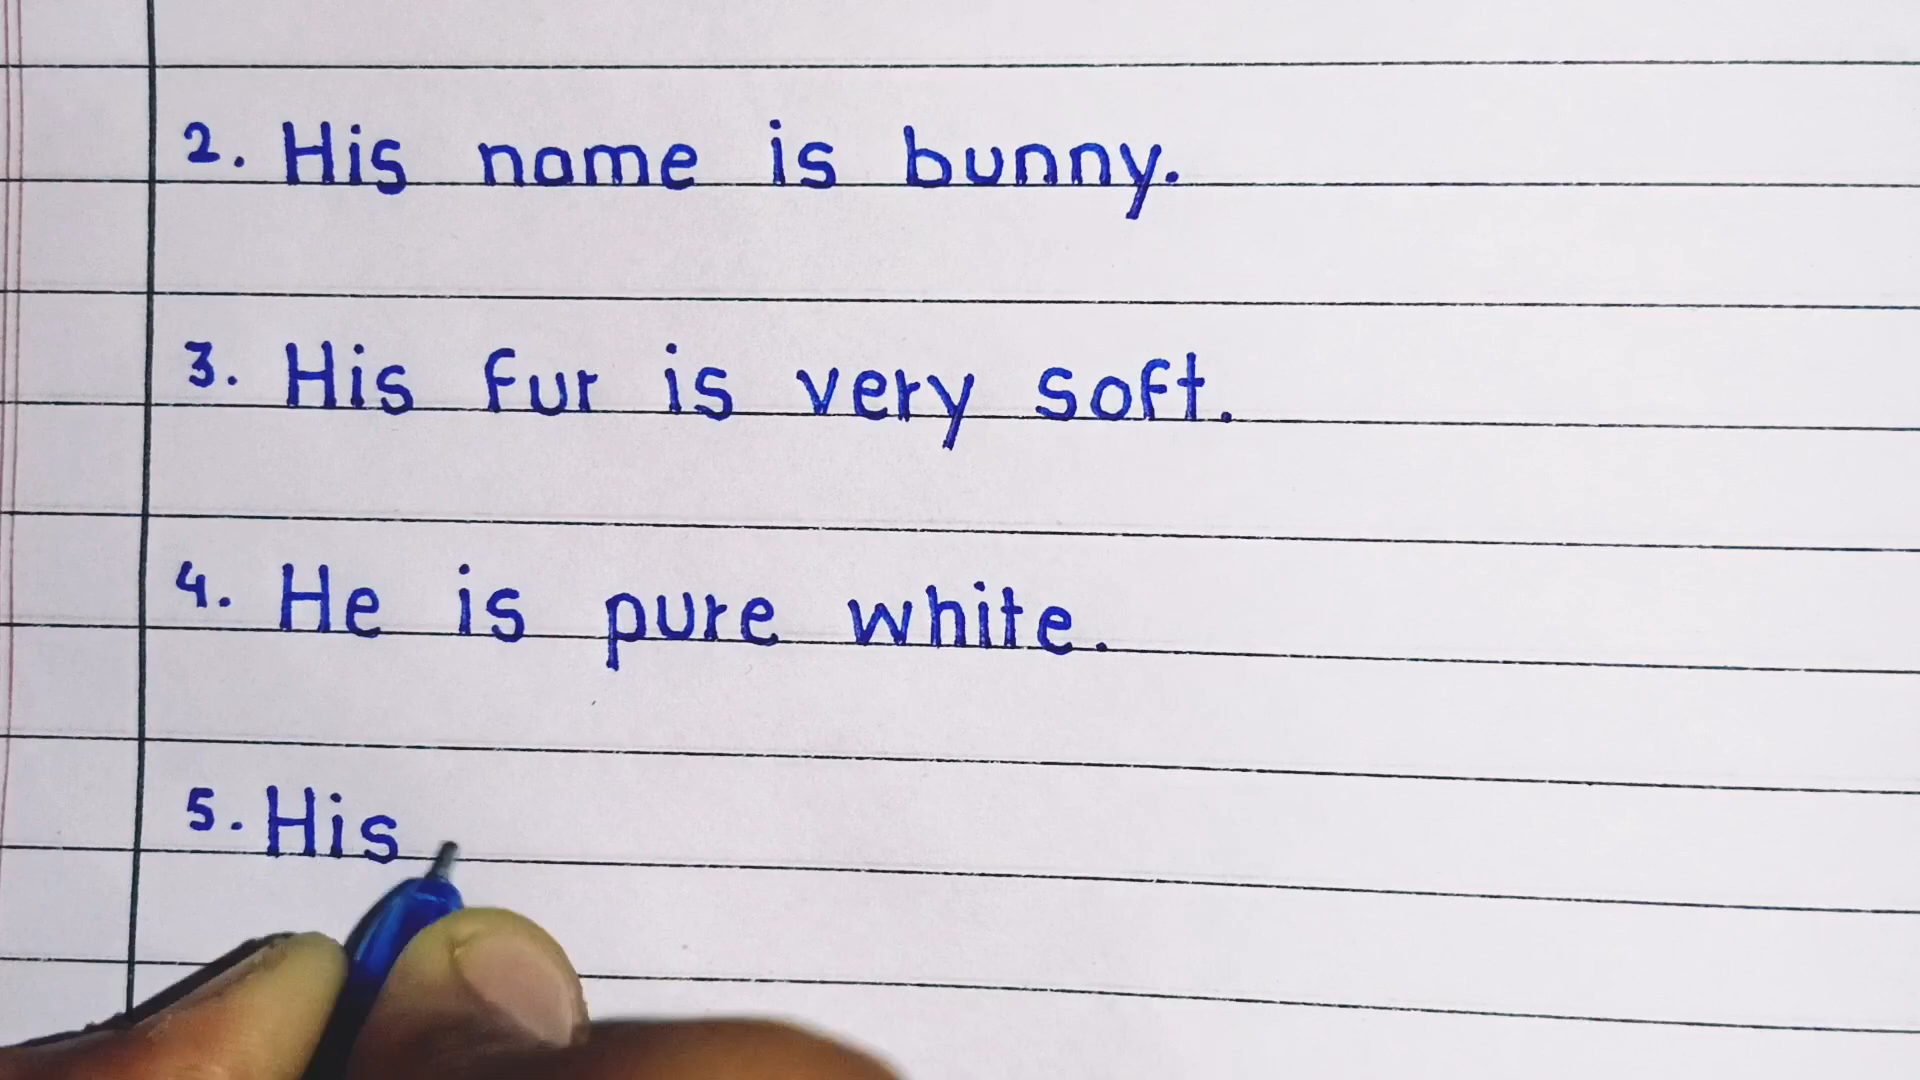 2. His name is bunny.
3. His fur is very soft.
4. He is pure white.
5. His